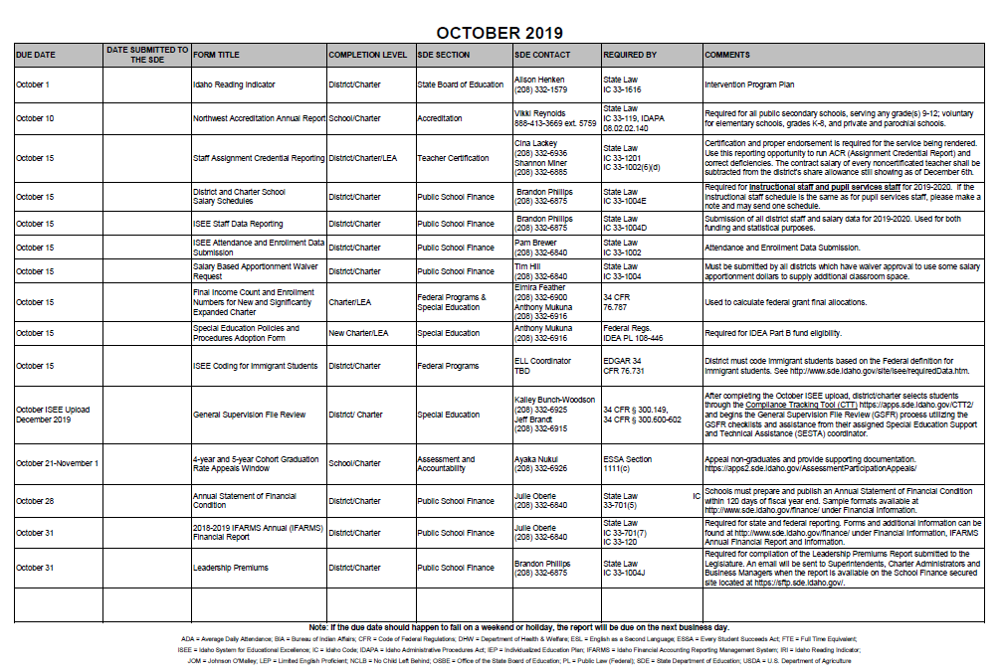 OCTOBER 2019
DUE DATE
DATE SUBMITTED TO
THE SDE
FORM TITLE
COMPLETION LEVEL
SDE SECTION
SDE CONTACT
REQUIRED BY
COMMENTS
October 1
Idaho Reading Indicator
District/Charter
State Board of Education
Alison Henken
(208) 332-1579
State Law
IC 33-1616
Intervention Program Plan
October 10
Northwest Accreditation Annual Report
School/Charter
Accreditation
Vikki Reynolds
888-413-3669 ext. 5759
State Law
IC 33-119, IDAPA
08.02.02.140
Required for all public secondary schools, serving any grade(s) 9-12; voluntary
for elementary schools, grades K-8, and private and parochial schools.
October 15
Staff Assignment Credential Reporting
District/Charter/LEA
Teacher Certification
Cina Lackey
(208) 332-6936
Shannon Miner
(208) 332-6885
State Law
IC 33-1201
IC 33-1002(6)(d)
Certification and proper endorsement is required for the service being rendered.
Use this reporting opportunity to run ACR (Assignment Credential Report) and
correct deficiencies. The contract salary of every noncertificated teacher shall be
subtracted from the district's share allowance still showing as of December 6th.
October 15
District and Charter School
Salary Schedules
District/Charter
Public School Finance
Brandon Phillips
(208) 332-6875
State Law
IC 33-1004E
Required for instructional staff and pupil services staff for 2019-2020. If the
instructional staff schedule is the same as for pupil services staff, please make a
note and may send one schedule.
October 15
ISEE Staff Data Reporting
District/Charter
Public School Finance
Brandon Phillips
(208) 332-6875
State Law
IC 33-1004D
Submission of all district staff and salary data for 2019-2020. Used for both
funding and statistical purposes.
October 15
ISEE Attendance and Enrollment Data
Submission
District/Charter
Public School Finance
Pam Brewer
(208) 332-6840
State Law
IC 33-1002
Attendance and Enrollment Data Submission.
October 15
Salary Based Apportionment Waiver
Request
District/Charter
Public School Finance
Tim Hill
(208) 332-6840
State Law
IC 33-1004
Must be submitted by all districts which have waiver approval to use some salary
apportionment dollars to supply additional classroom space.
October 15
Final Income Count and Enrollment
Numbers for New and Significantly
Expanded Charter
Charter/LEA
Federal Programs &
Special Education
Elmira Feather
(208) 332-6900
Anthony Mukuna
(208) 332-6916
34 CFR
76.787
Used to calculate federal grant final allocations.
October 15
Special Education Policies and
Procedures Adoption Form
New Charter/LEA
Special Education
Anthony Mukuna
(208) 332-6916
Federal Regs.
IDEA PL 108-446
Required for IDEA Part B fund eligibility.
October 15
ISEE Coding for Immigrant Students
District/Charter
Federal Programs
ELL Coordinator
TBD
EDGAR 34
CFR 76.731
District must code immigrant students based on the Federal definition for
immigrant students. See http://www.sde.idaho.gov/site/isee/requiredData.htm.
October ISEE Upload
December 2019
General Supervision File Review
District/ Charter
Special Education
Kailey Bunch-Woodson
(208) 332-6925
Jeff Brandt
(208) 332-6915
34 CFR § 300.149,
34 CFR § 300.600-602
After completing the October ISEE upload, district/charter selects students
through the Compliance Tracking Tool (CTT) https://apps.sde.idaho.gov/CTT2/
and begins the General Supervision File Review (GSFR) process utilizing the
GSFR checklists and assistance from their assigned Special Education Support
and Technical Assistance (SESTA) coordinator.
October 21-November 1
4-year and 5-year Cohort Graduation
Rate Appeals Window
School/Charter
Assessment and
Accountability
Ayaka Nukui
(208) 332-6926
ESSA Section
1111(c)
Appeal non-graduates and provide supporting documentation.
https://apps2.sde.idaho.gov/AssessmentParticipationAppeals/
October 28
Annual Statement of Financial
Condition
District/Charter
Public School Finance
Julie Oberle
(208) 332-6840
State Law IC
33-701(5)
Schools must prepare and publish an Annual Statement of Financial Condition
within 120 days of fiscal year end. Sample formats available at
http://www.sde.idaho.gov/finance/ under Financial Information.
October 31
2018-2019 IFARMS Annual (IFARMS)
Financial Report
District/Charter
Public School Finance
Julie Oberle
(208) 332-6840
State Law
IC 33-701(7)
IC 33-120
Required for state and federal reporting. Forms and additional information can be
found at http://www.sde.idaho.gov/finance/ under Financial Information, IFARMS
Annual Financial Report and Information.
October 31
Leadership Premiums
District/Charter
Public School Finance
Brandon Phillips
(208) 332-6875
State Law
IC 33-1004J
Required for compilation of the Leadership Premiums Report submitted to the
Legislature. An email will be sent to Superintendents, Charter Administrators and
Business Managers when the report is available on the School Finance secured
site located at https://sftp.sde.idaho.gov/.
Note: If the due date should happen to fall on a weekend or holiday, the report will be due on the next business day.
ADA = Average Daily Attendance; BIA = Bureau of Indian Affairs; CFR = Code of Federal Regulations; DHW = Department of Health & Welfare; ESL = English as a Second Language; ESSA = Every Student Succeeds Act; FTE = Full Time Equivalent;
ISEE = Idaho System for Educational Excellence; IC = Idaho Code; IDAPA = Idaho Administrative Procedures Act; IEP = Individualized Education Plan; IFARMS = Idaho Financial Accounting Reporting Management System; IRI = Idaho Reading Indicator;
JOM = Johnson O'Malley; LEP = Limited English Proficient; NCLB = No Child Left Behind; OSBE = Office of the State Board of Education; PL = Public Law (Federal); SDE = State Department of Education; USDA = U.S. Department of Agriculture